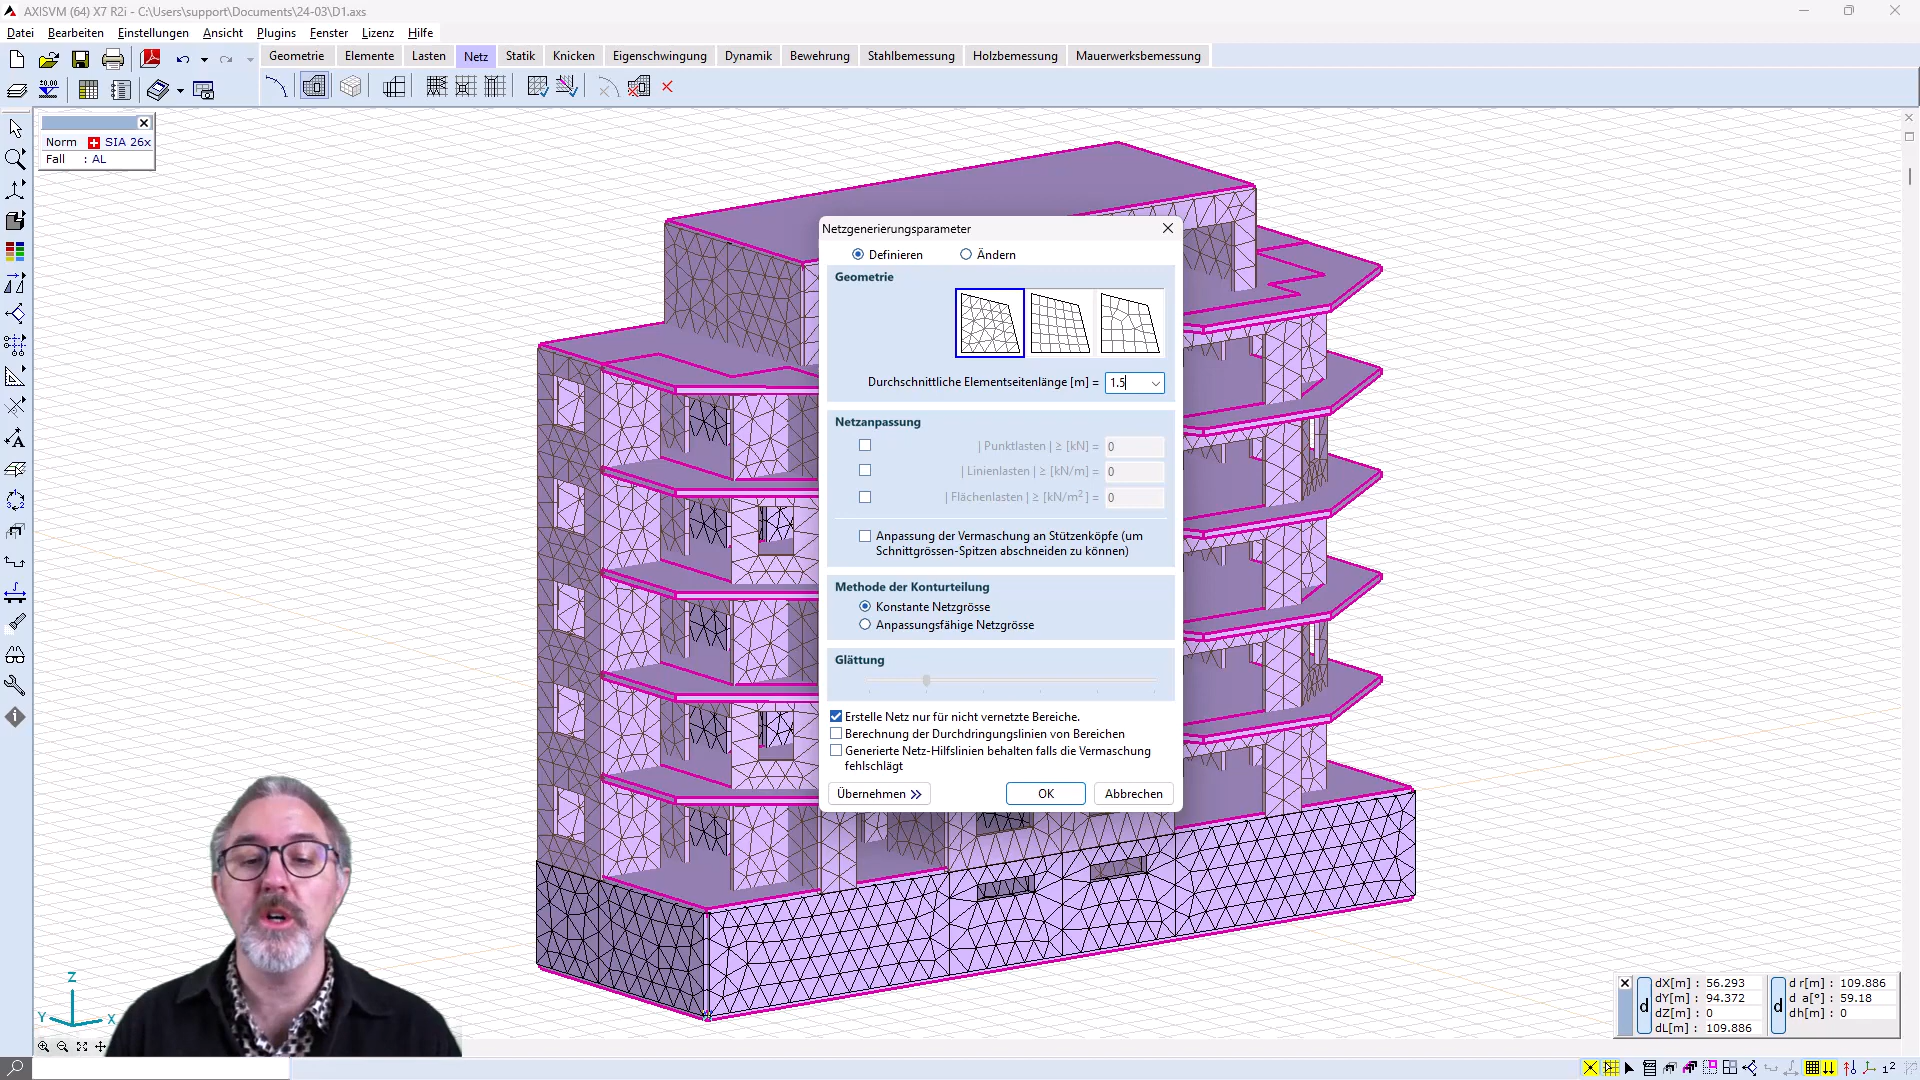 AXISVM (64) X7 R2i - C:\Users\support\Documents\24-03\D1.axs
Datei Bearbeiten Einstellungen Ansicht Plugins Fenster Lizenz Hilfe
Geometrie Elemente Lasten Netz Statik Knicken Eigenschwingung Dynamik Bewehrung Stahlbemessung Holzbemessung Mauerwerksbemessung
Norm SIA 26x
Fall : AL
Netzgenerierungsparameter
Definieren Ändern
Geometrie
Durchschnittliche Elementseitenlänge [m] = 1.5
Netzanpassung
| Punktlasten | ≥ [kN] = 0
| Linienlasten | ≥ [kN/m] = 0
| Flächenlasten | ≥ [kN/m²] = 0
Anpassung der Vermaschung an Stützenköpfe (um
Schnittgrössen-Spitzen abschneiden zu können)
Methode der Konturteilung
Konstante Netzgrösse
Anpassungsfähige Netzgrösse
Glättung
Erstelle Netz nur für nicht vernetzte Bereiche.
Berechnung der Durchdringungslinien von Bereichen
Generierte Netz-Hilfslinien behalten falls die Vermaschung
fehlschlägt
Übernehmen OK Abbrechen
Z
Y X
dX[m] : 56.293 d r[m] : 109.886
dY[m] : 94.372 d a[°] : 59.18
dZ[m] : 0 dh[m] : 0
dL[m] : 109.886
d d